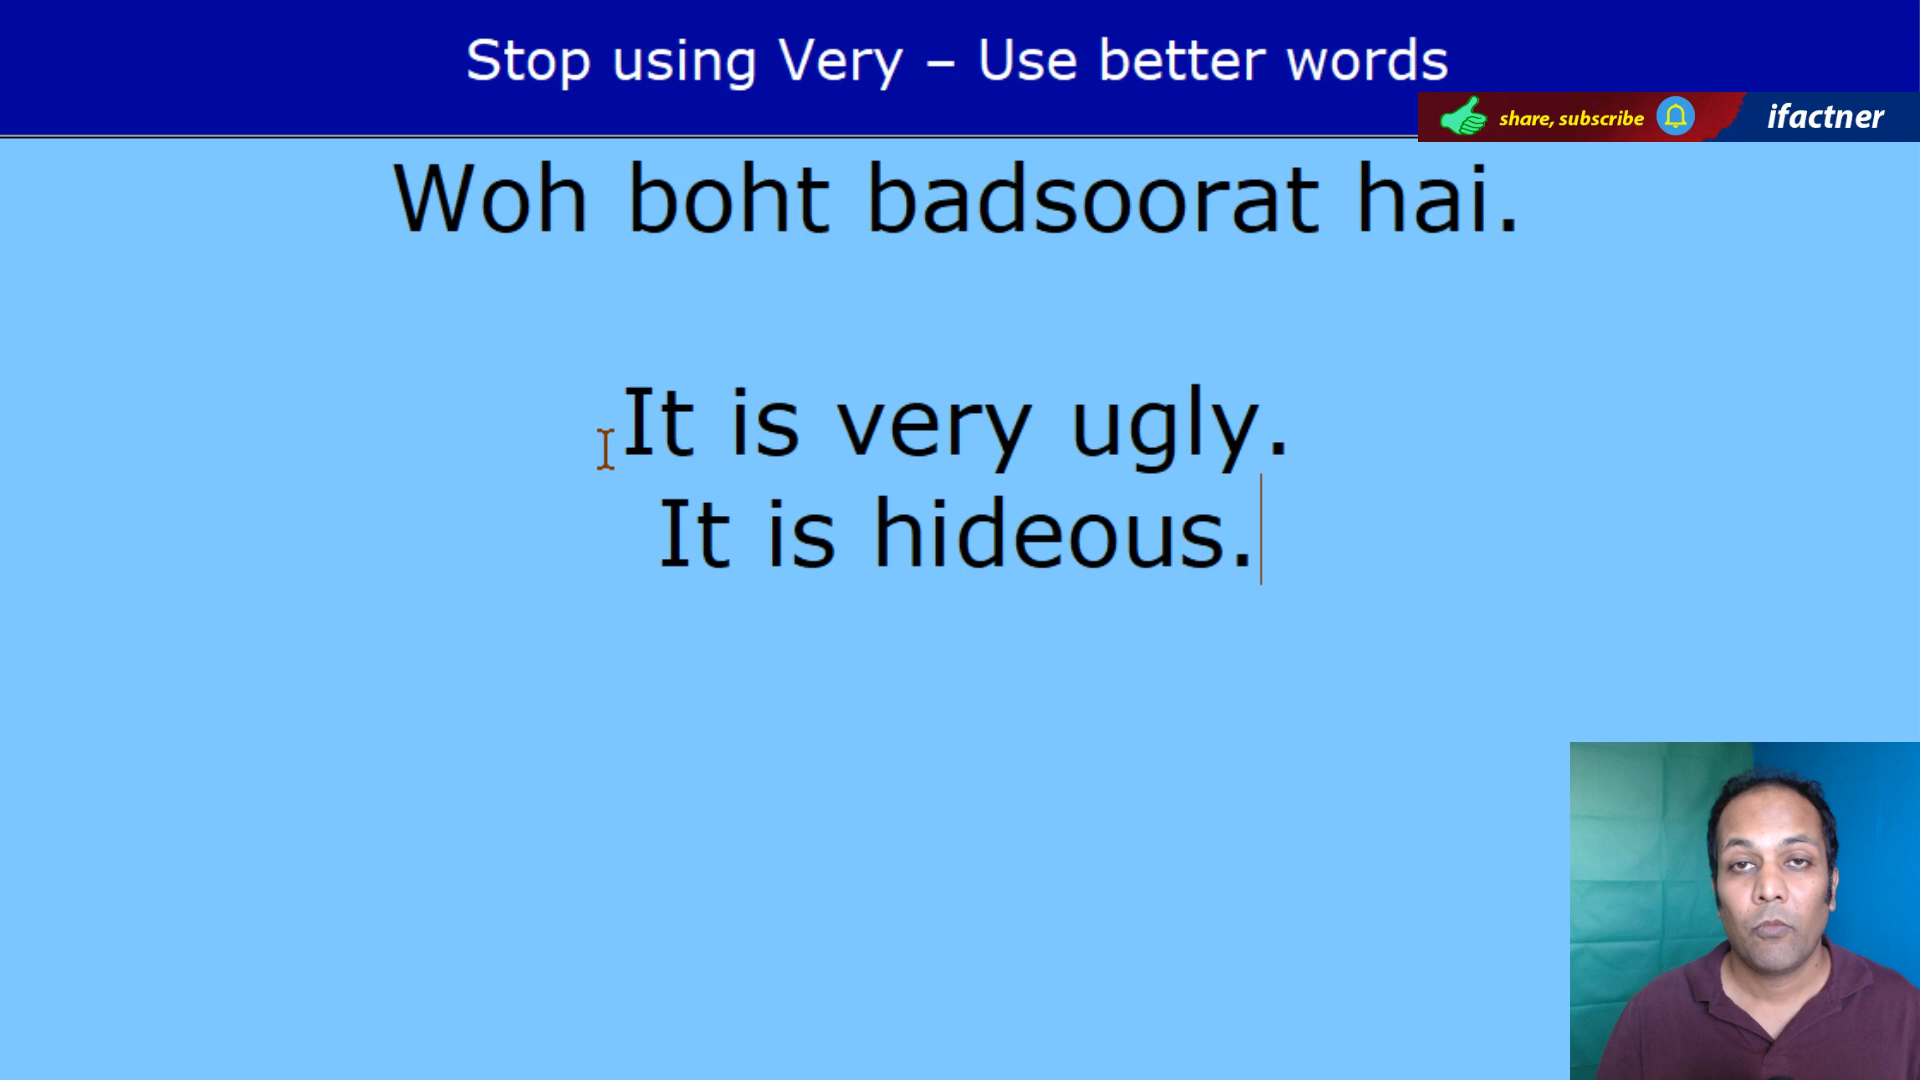 Stop using Very – Use better words
share, subscribe
ifactner
Woh boht badsoorat hai.
It is very ugly.
It is hideous.